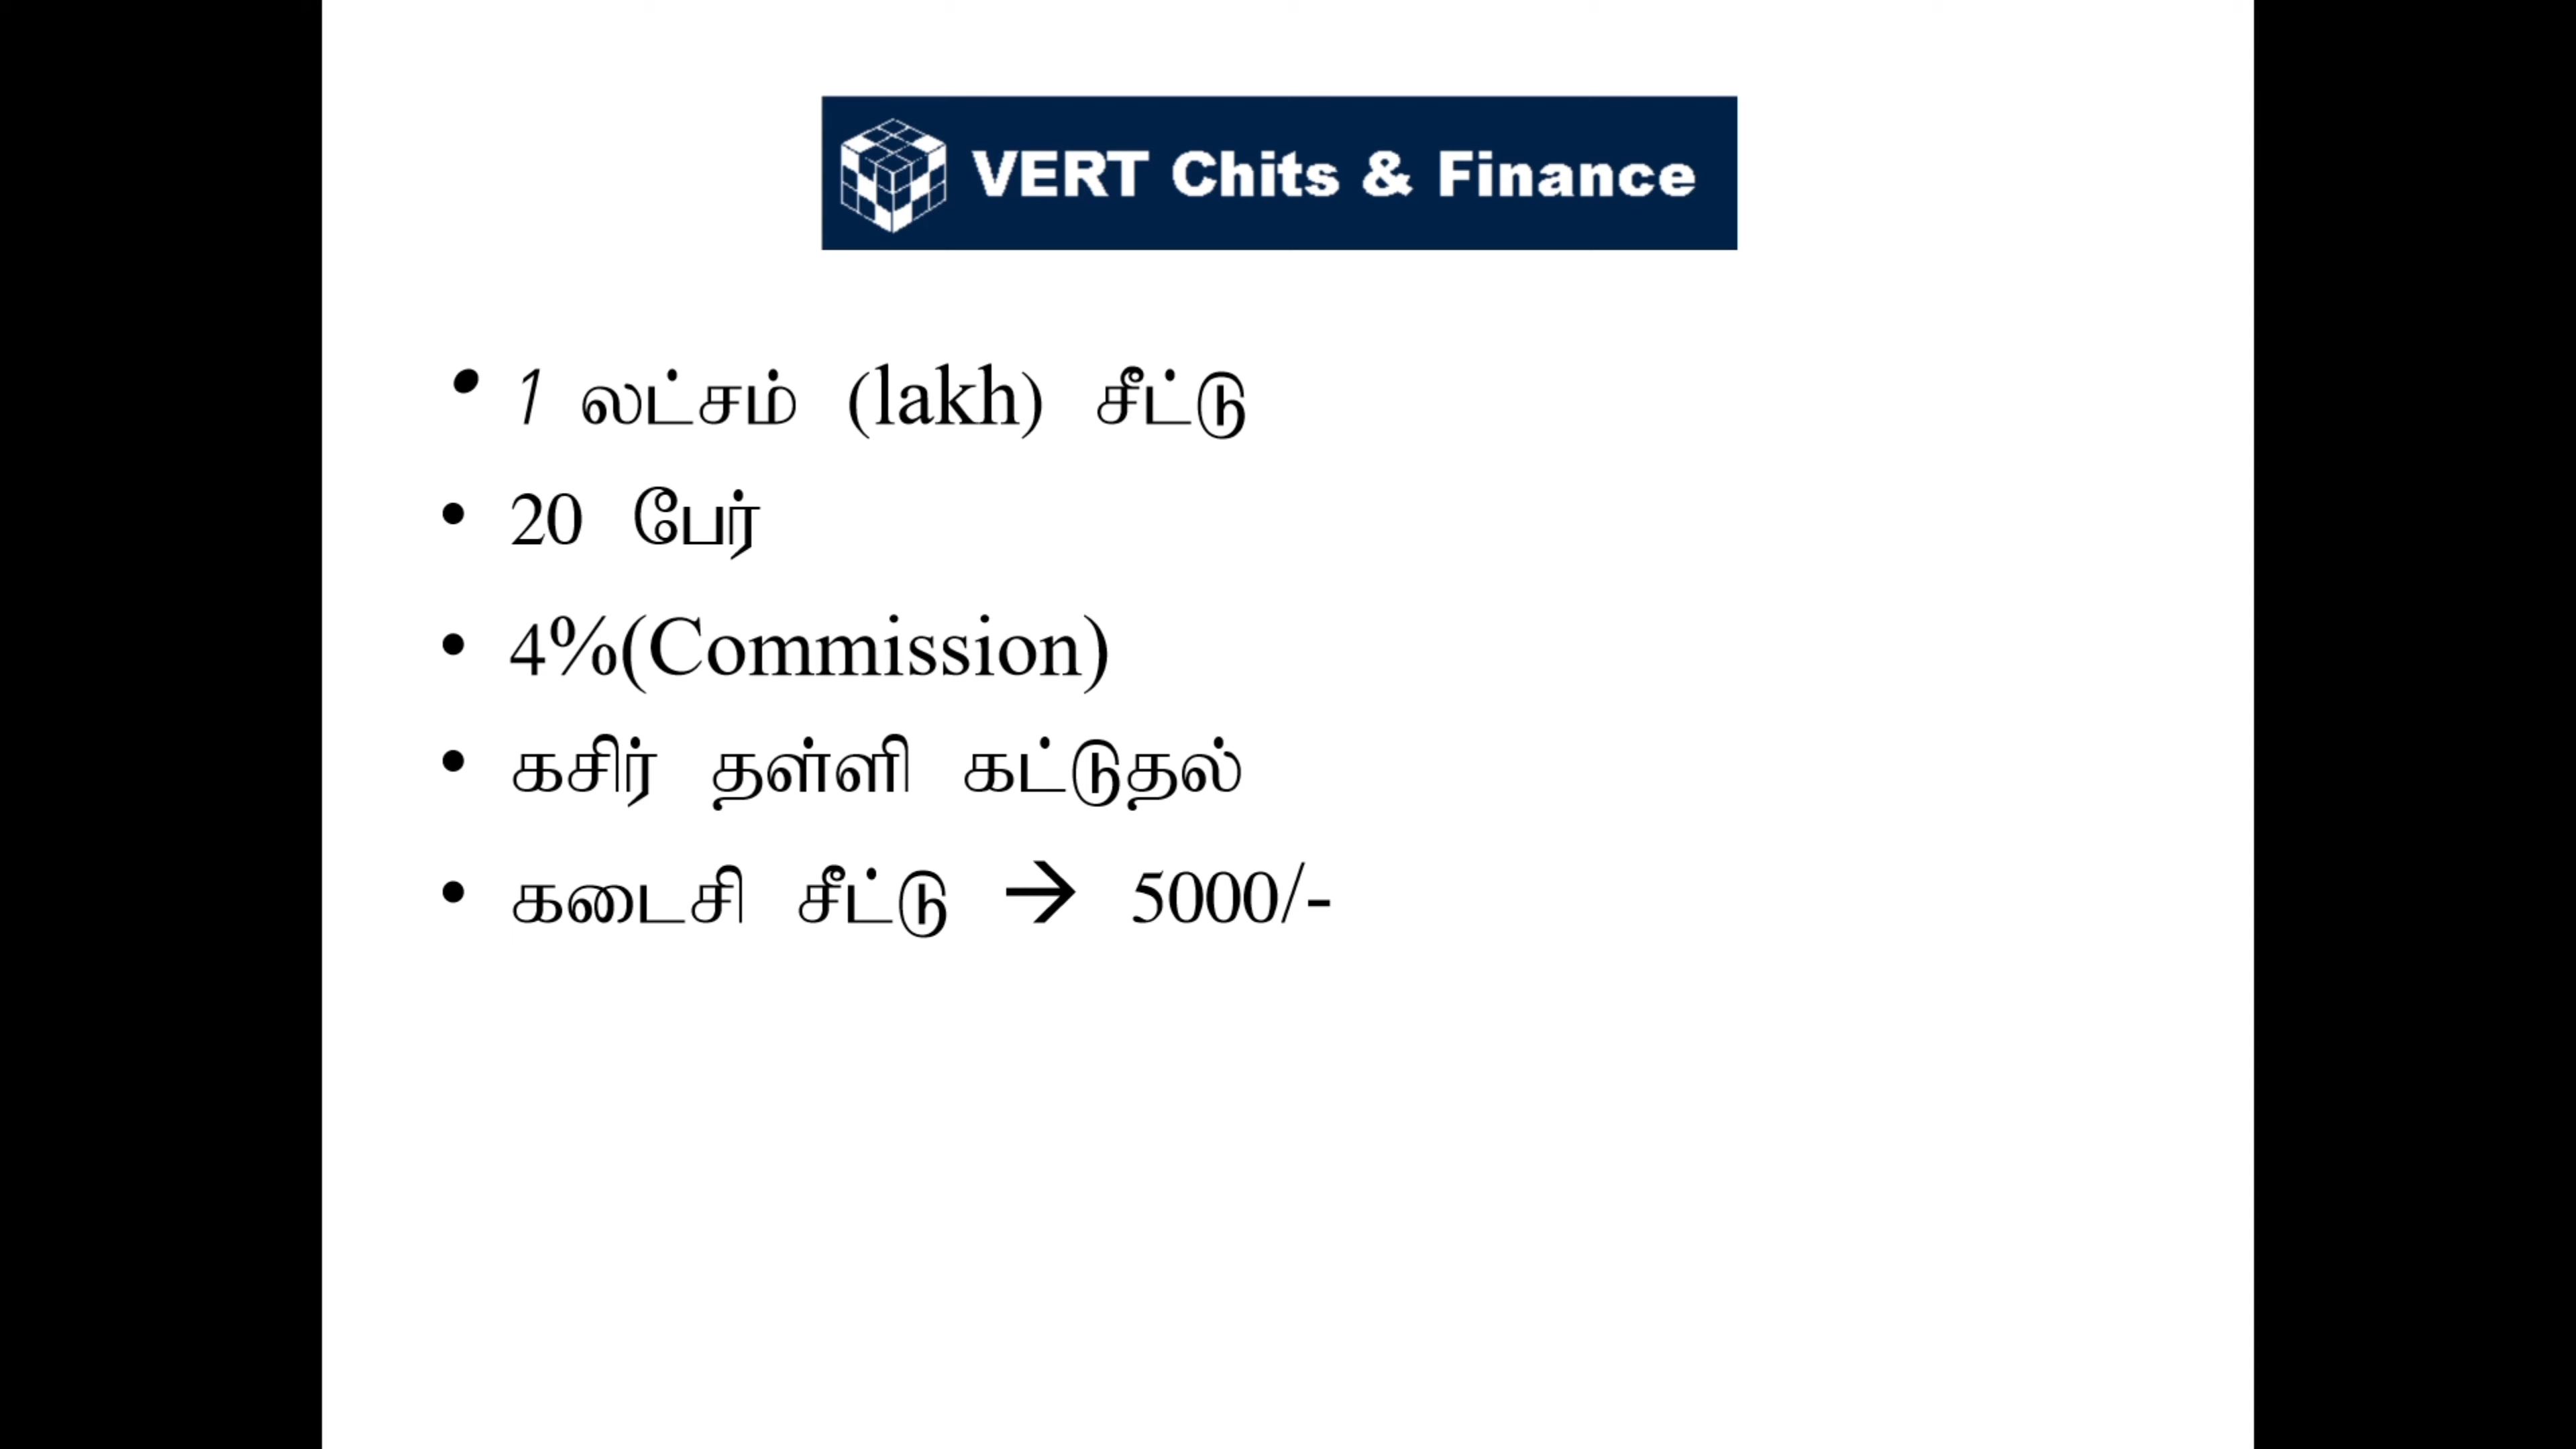 VERT Chits & Finance
• 1 லட்சம் (lakh) சீட்டு
• 20 பேர்
• 4%(Commission)
• கசிர் தள்ளி கட்டுதல்
• கடைசி சீட்டு → 5000/-